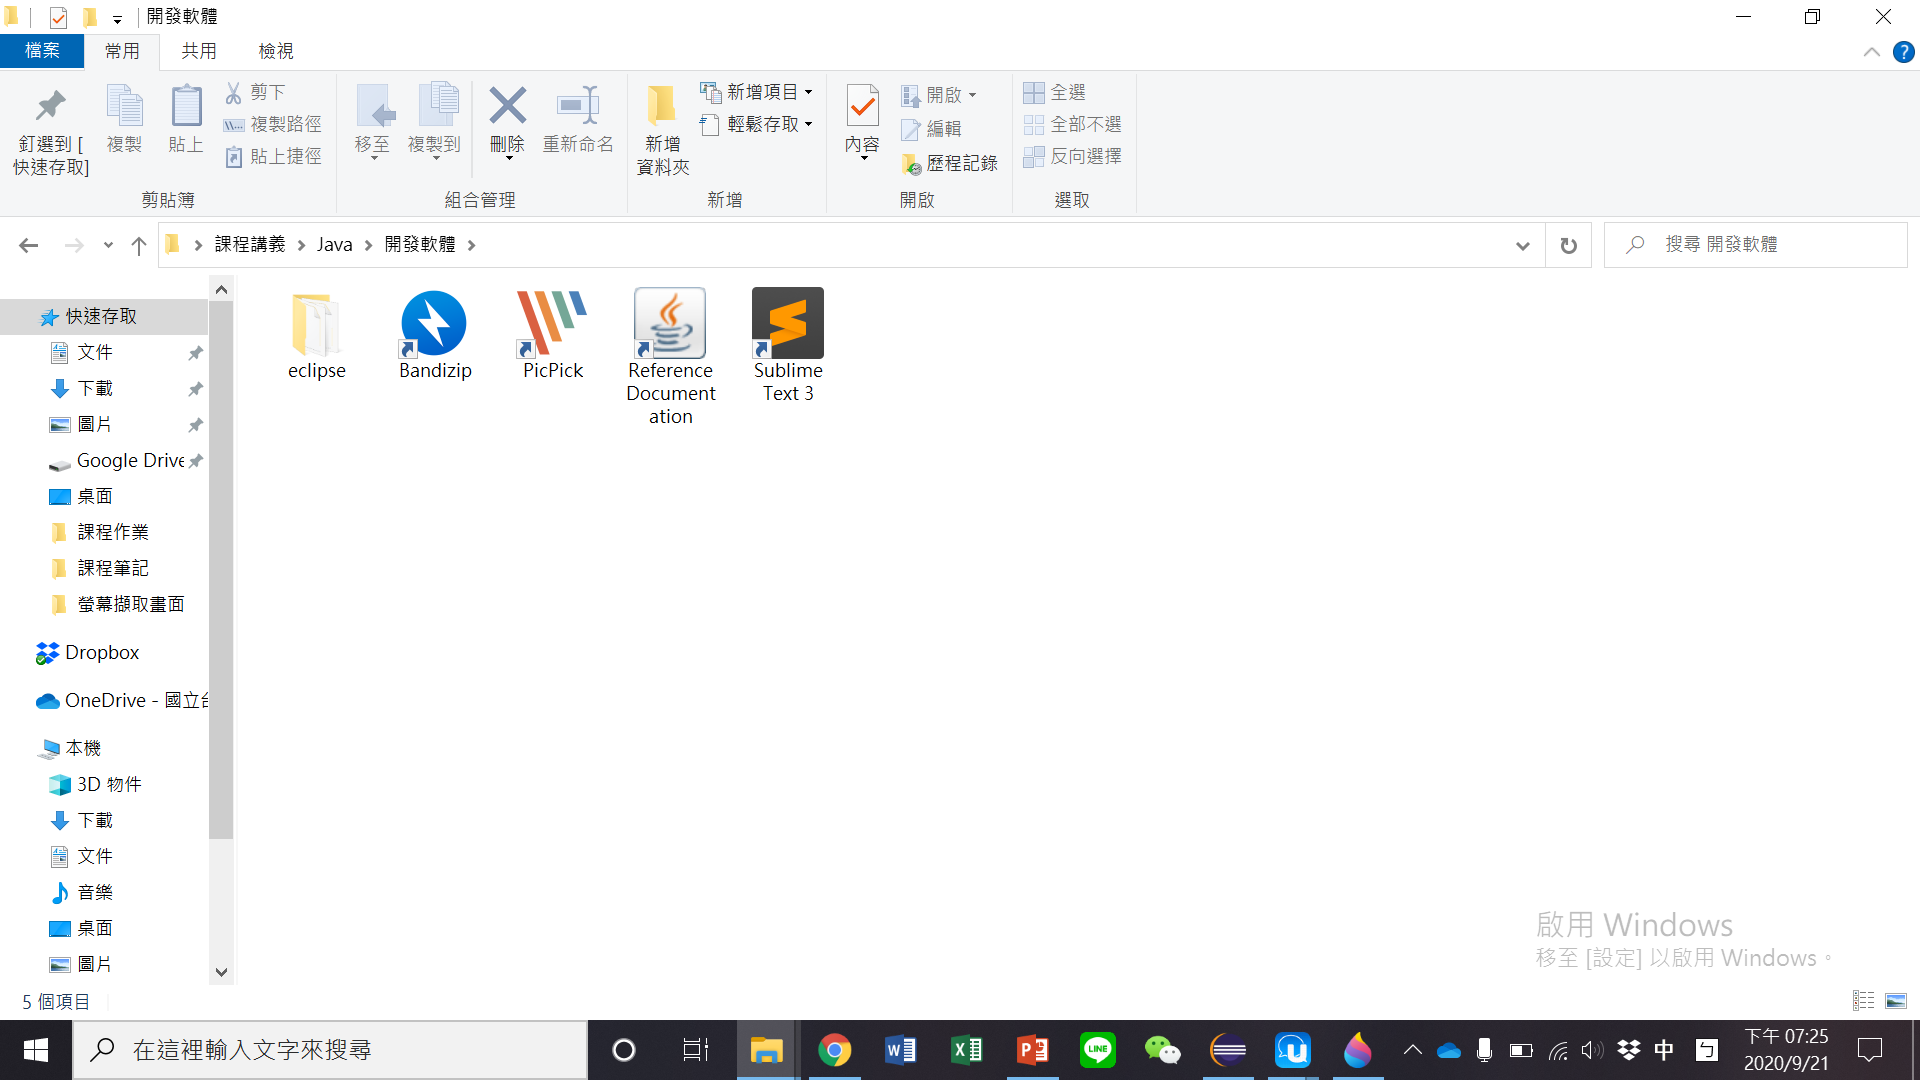 開發軟體
檔案 常用 共用 檢視
釘選到 [
快速存取]
複製
貼上
剪下
複製路徑
貼上捷徑
移至
複製到
刪除
重新命名
新增
資料夾
新增項目
輕鬆存取
內容
開啟
編輯
歷程記錄
全選
全部不選
反向選擇
剪貼簿 組合管理 新增 開啟 選取
課程講義 Java 開發軟體
搜尋 開發軟體
快速存取
文件
下載
圖片
Google Drive
桌面
課程作業
課程筆記
螢幕擷取畫面
Dropbox
OneDrive - 國立台
本機
3D 物件
下載
文件
音樂
桌面
圖片
eclipse
Bandizip
PicPick
Reference
Document
ation
Sublime
Text 3
啟用 Windows
移至 [設定] 以啟用 Windows。
5 個項目
在這裡輸入文字來搜尋
LINE
中
ㄅ
下午 07:25
2020/9/21